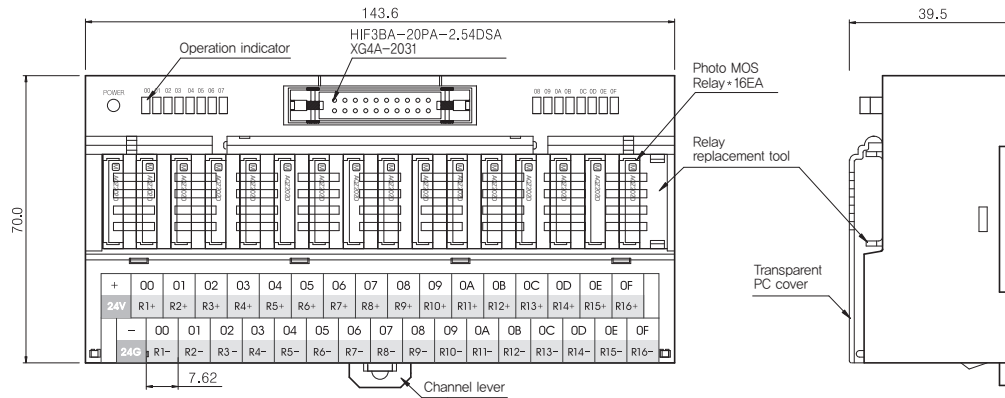 143.6
39.5
HIF3BA-20PA-2.54DSA
XG4A-2031
Operation indicator
Photo MOS
Relay*16EA
POWER
00 01 02 03 04 05 06 07
08 09 0A 0B 0C 0D 0E 0F
Relay
replacement tool
70.0
Transparent
PC cover
+ 00 01 02 03 04 05 06 07 08 09 0A 0B 0C 0D 0E 0F
24V R1+ R2+ R3+ R4+ R5+ R6+ R7+ R8+ R9+ R10+ R11+ R12+ R13+ R14+ R15+ R16+
− 00 01 02 03 04 05 06 07 08 09 0A 0B 0C 0D 0E 0F
24G R1− R2− R3− R4− R5− R6− R7− R8− R9− R10− R11− R12− R13− R14− R15− R16−
7.62
Channel lever